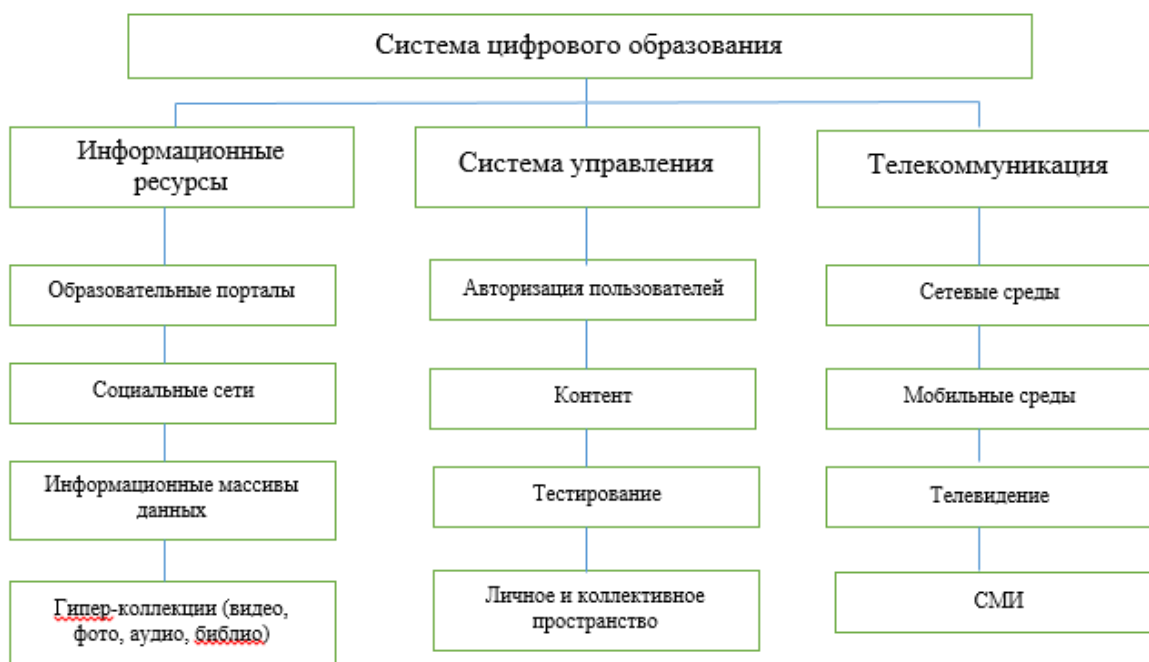 Система цифрового образования
Информационные
ресурсы
Система управления
Телекоммуникация
Образовательные порталы
Авторизация пользователей
Сетевые среды
Социальные сети
Контент
Мобильные среды
Информационные массивы
данных
Тестирование
Телевидение
Гипер-коллекции (видео,
фото, аудио, библио)
Личное и коллективное
пространство
СМИ